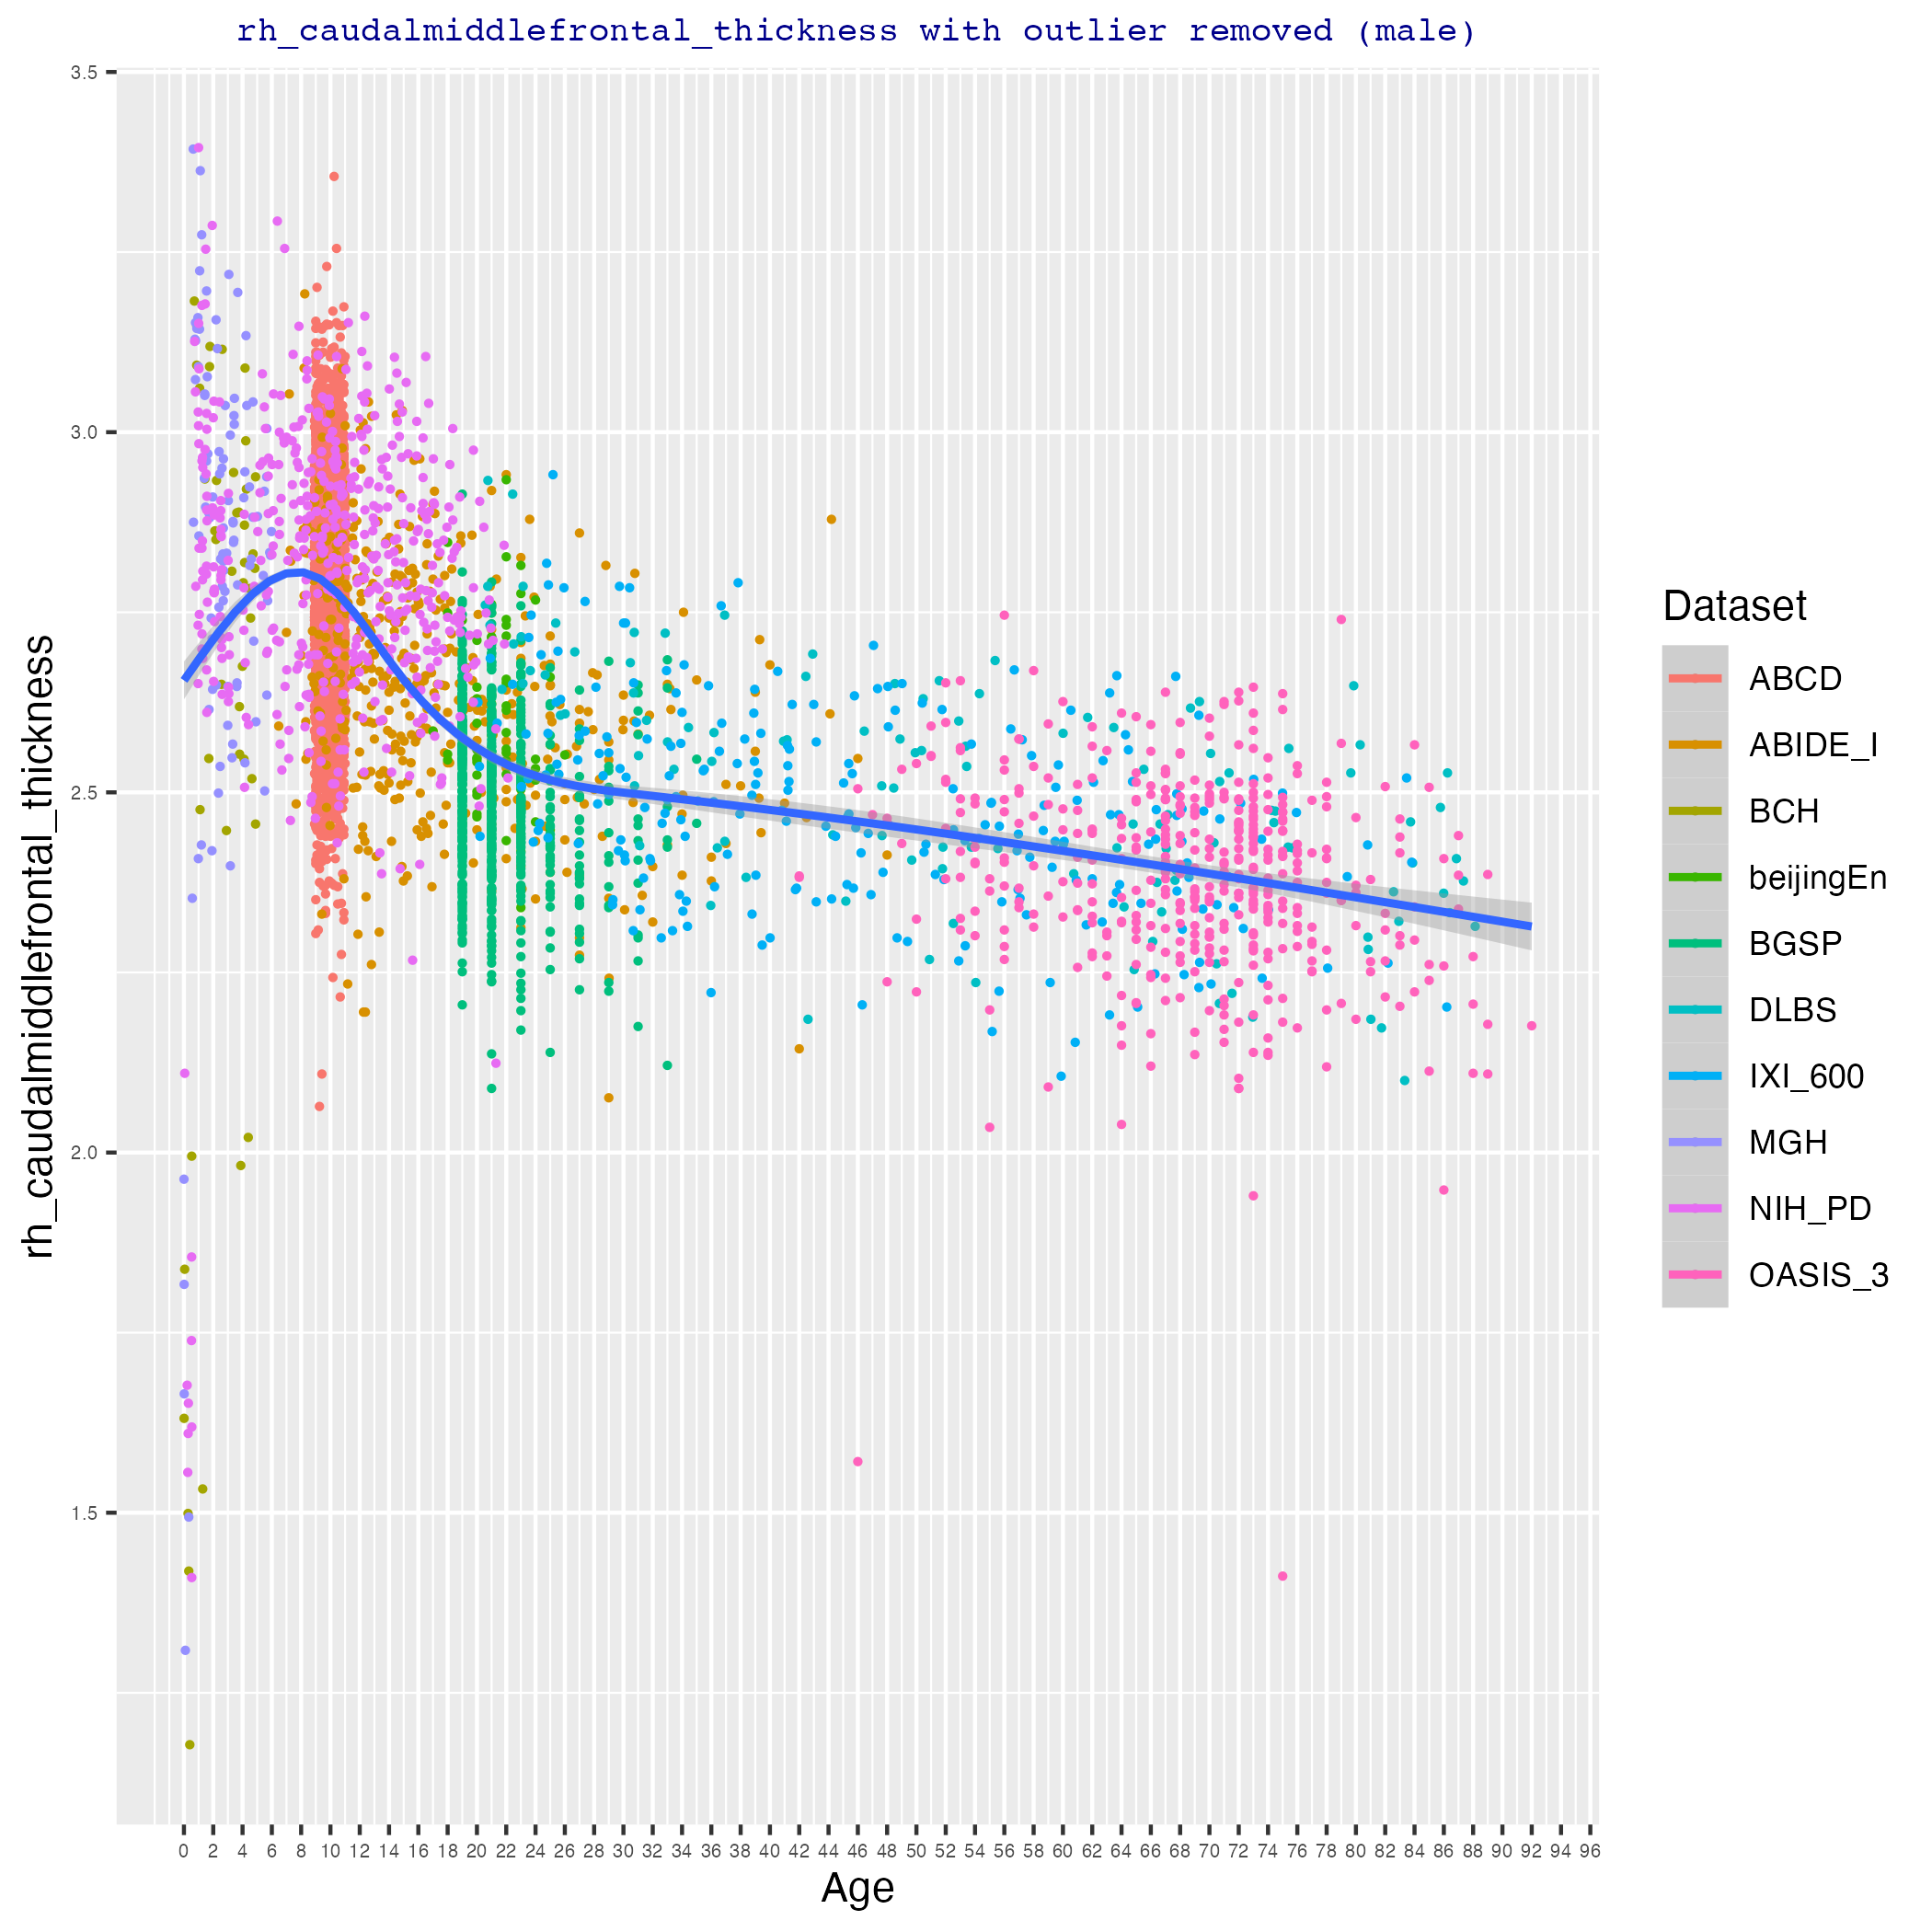 rh_caudalmiddlefrontal_thickness with outlier removed (male)
rh_caudalmiddlefrontal_thickness
3.5
3.0
2.5
2.0
1.5
0 2 4 6 8 10 12 14 16 18 20 22 24 26 28 30 32 34 36 38 40 42 44 46 48 50 52 54 56 58 60 62 64 66 68 70 72 74 76 78 80 82 84 86 88 90 92 94 96
Age
Dataset
ABCD
ABIDE_I
BCH
beijingEn
BGSP
DLBS
IXI_600
MGH
NIH_PD
OASIS_3